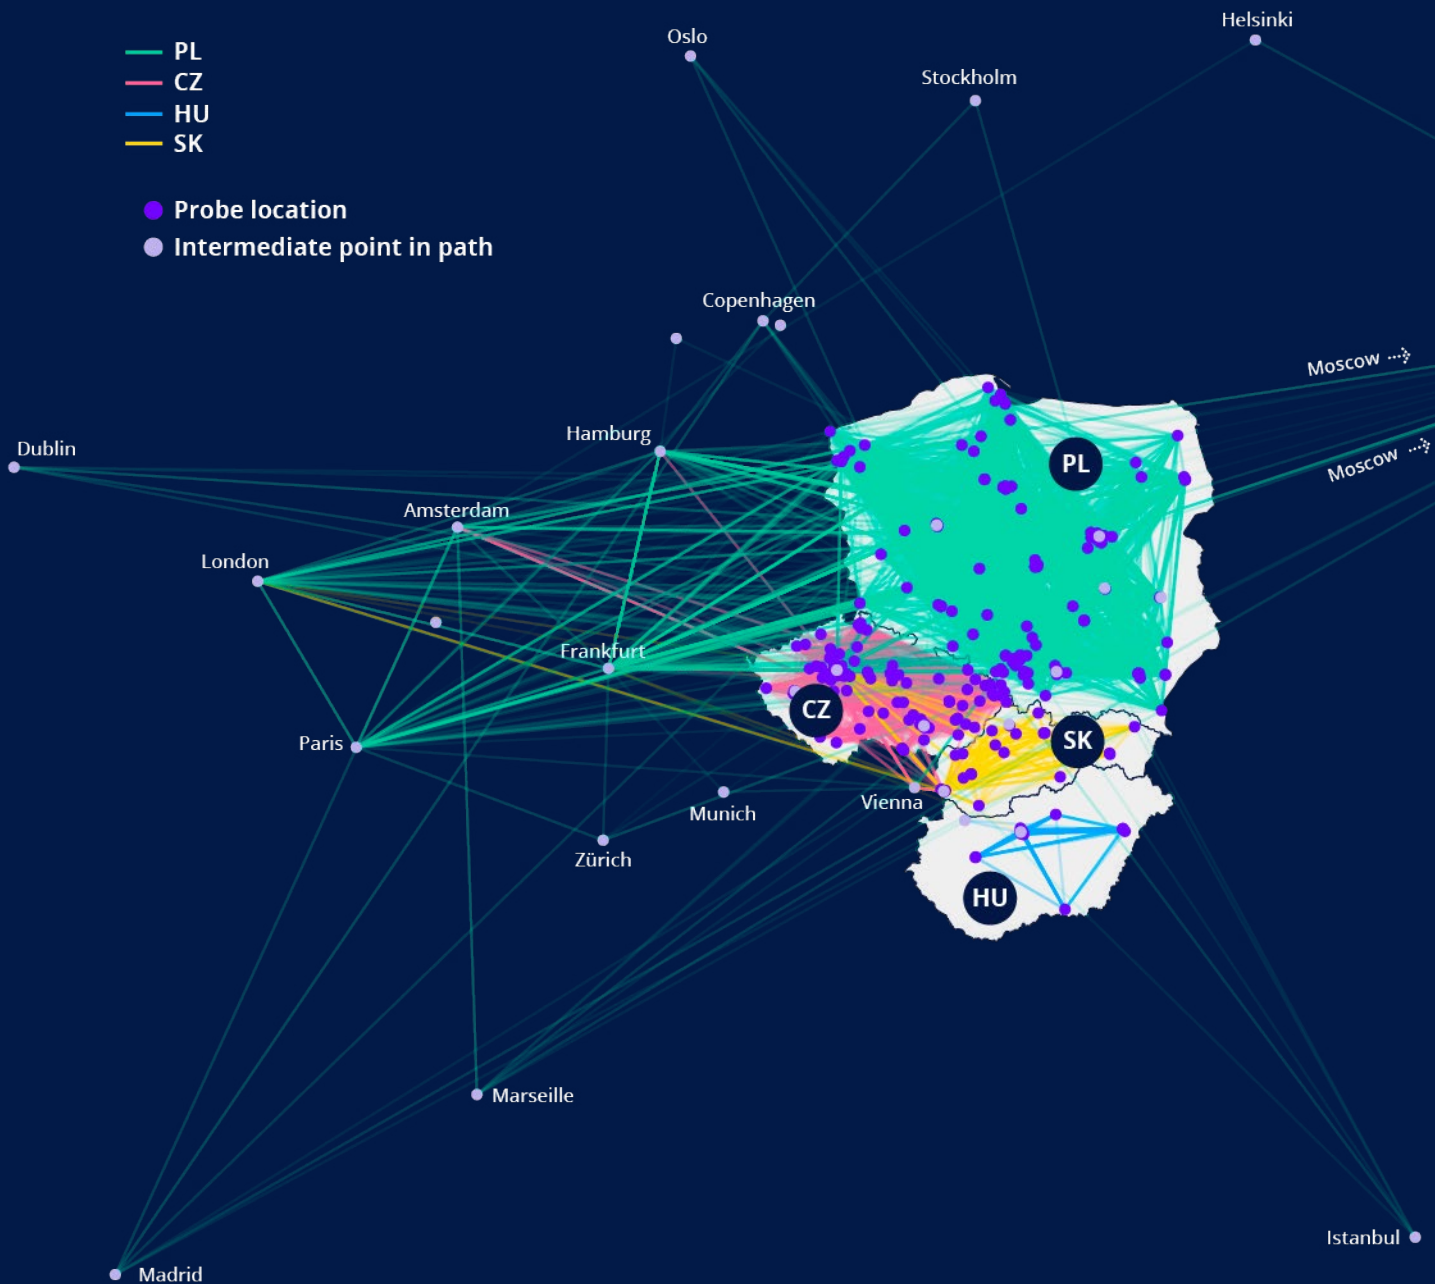 PL
CZ
HU
SK
Probe location
Intermediate point in path
Oslo
Helsinki
Stockholm
Copenhagen
Moscow
Hamburg
Dublin
Moscow
PL
Amsterdam
London
Frankfurt
CZ
Paris
SK
Vienna
Munich
Zürich
HU
Marseille
Istanbul
Madrid